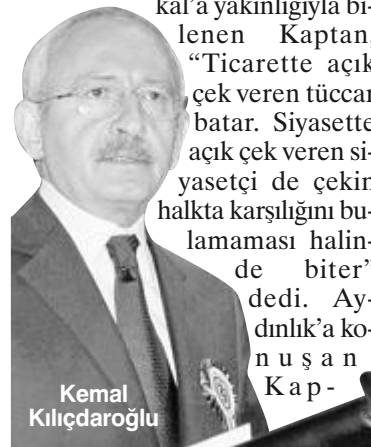 kal’a yakınlığıyla bi-
lenen Kaptan,
“Ticarette açık
çek veren tüccar
batar. Siyasette
açık çek veren si-
yasetçi de çekin
halkta karşılığını bu-
lamaması halin-
de biter”
dedi. Ay-
dınlık’a ko-
nuşan
Kap-
Kemal
Kılıçdaroğlu